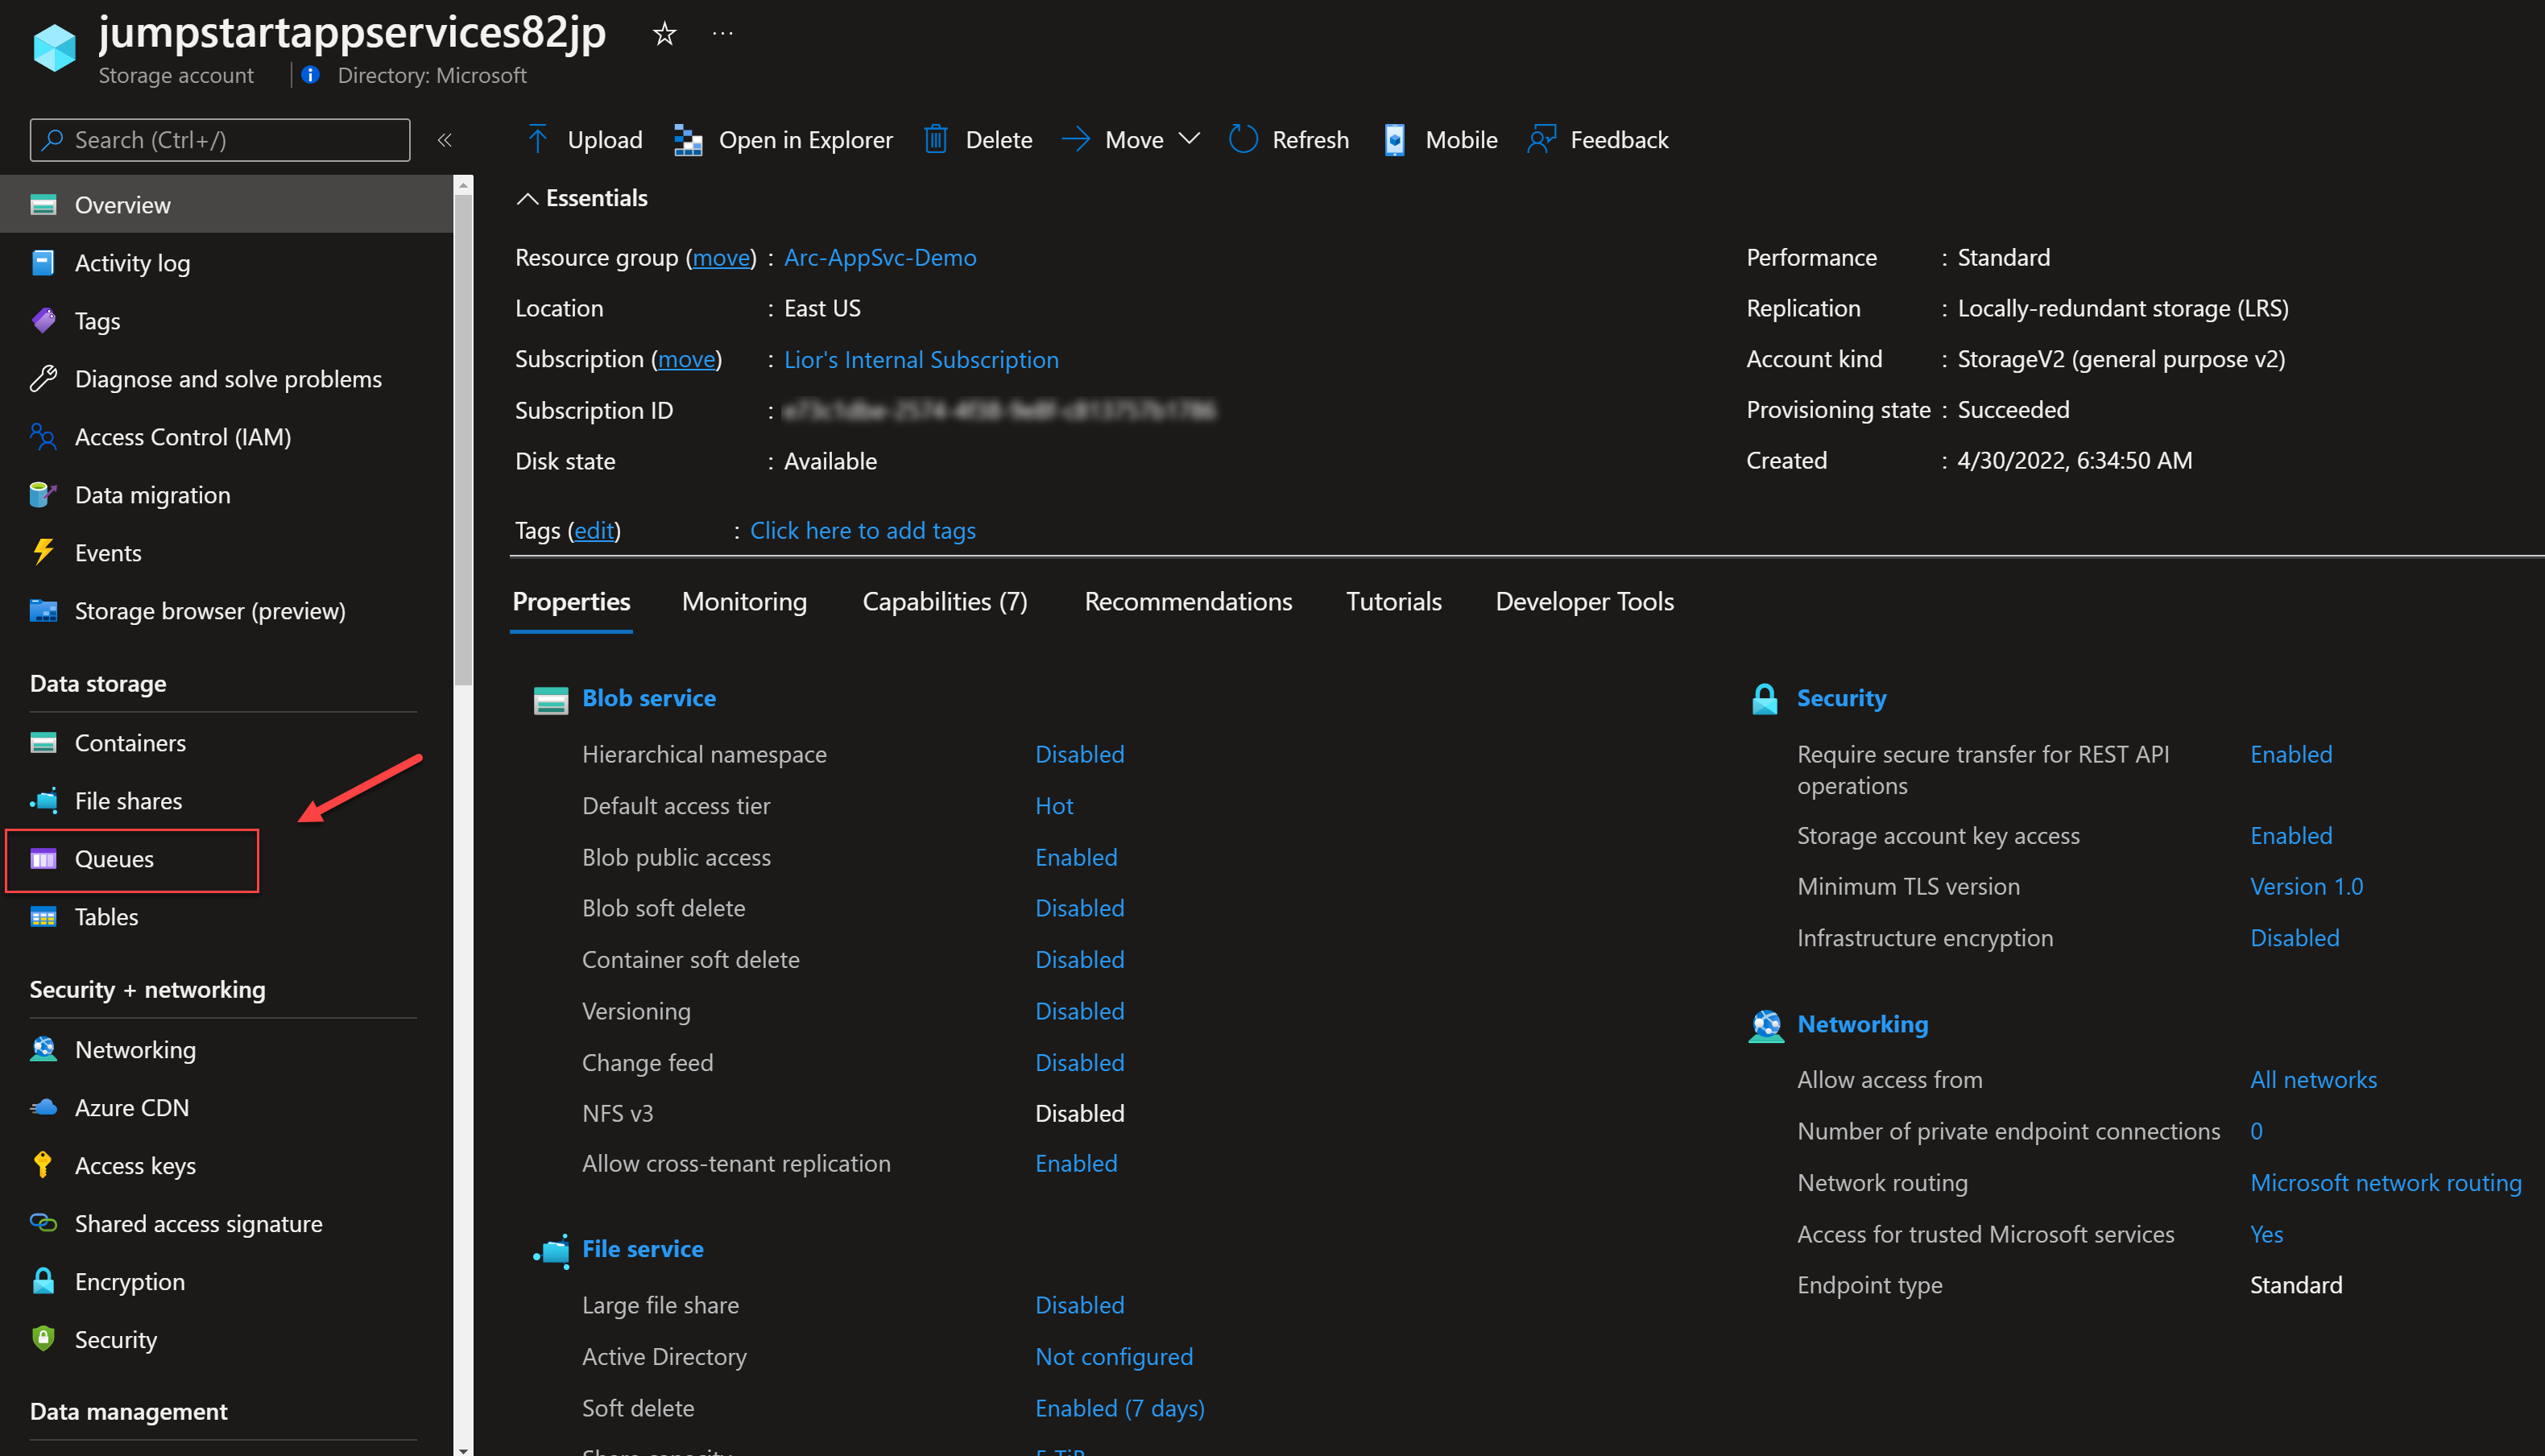 jumpstartappservices82jp
Storage account
Directory: Microsoft
Search (Ctrl+/)
«
Upload
Open in Explorer
Delete
Move
Refresh
Mobile
Feedback
Overview
Activity log
Tags
Diagnose and solve problems
Access Control (IAM)
Data migration
Events
Storage browser (preview)
Data storage
Containers
File shares
Queues
Tables
Security + networking
Networking
Azure CDN
Access keys
Shared access signature
Encryption
Security
Data management
Essentials
Resource group (move) : Arc-AppSvc-Demo
Location : East US
Subscription (move) : Lior's Internal Subscription
Subscription ID :
Disk state : Available
Performance : Standard
Replication : Locally-redundant storage (LRS)
Account kind : StorageV2 (general purpose v2)
Provisioning state : Succeeded
Created : 4/30/2022, 6:34:50 AM
Tags (edit) : Click here to add tags
Properties
Monitoring
Capabilities (7)
Recommendations
Tutorials
Developer Tools
Blob service
Hierarchical namespace Disabled
Default access tier Hot
Blob public access Enabled
Blob soft delete Disabled
Container soft delete Disabled
Versioning Disabled
Change feed Disabled
NFS v3 Disabled
Allow cross-tenant replication Enabled
File service
Large file share Disabled
Active Directory Not configured
Soft delete Enabled (7 days)
Share capacity 5 TiB
Security
Require secure transfer for REST API Enabled
operations
Storage account key access Enabled
Minimum TLS version Version 1.0
Infrastructure encryption Disabled
Networking
Allow access from All networks
Number of private endpoint connections 0
Network routing Microsoft network routing
Access for trusted Microsoft services Yes
Endpoint type Standard